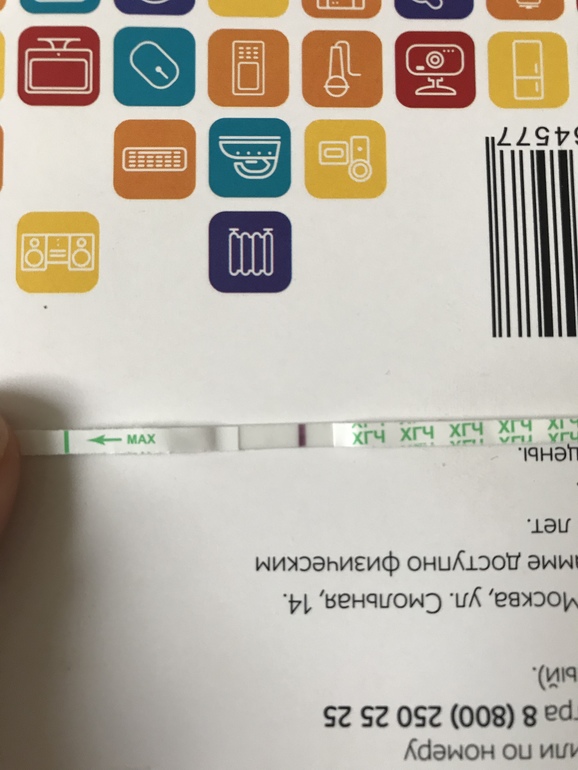 или по номеру
тра 8 (800) 250 25 25
ый).
Москва, ул. Смольная, 14.
мме доступно физическим
лет.
цены.
MAX ХГЧ ХГЧ ХГЧ ХГЧ
64577